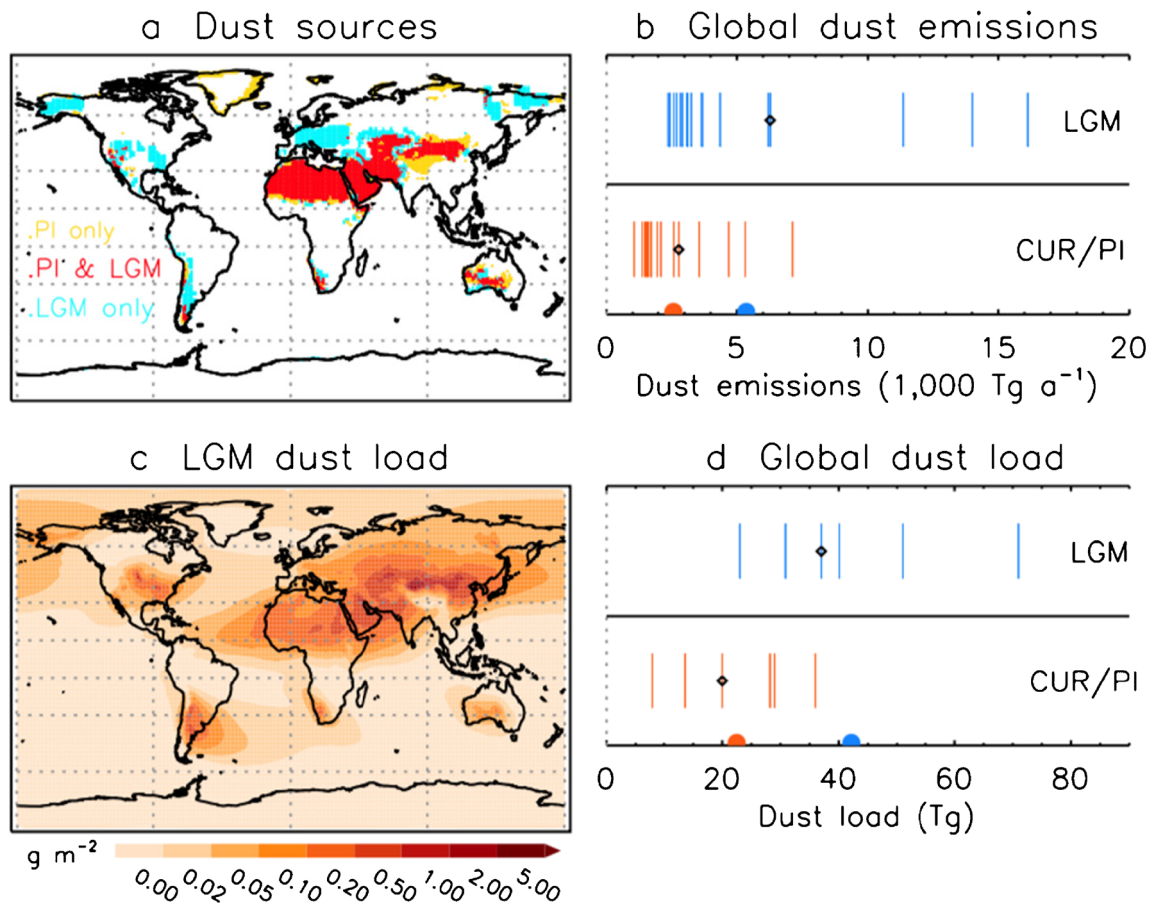 a Dust sources
.PI only
.PI & LGM
.LGM only
b Global dust emissions
LGM
CUR/PI
0 5 10 15 20
Dust emissions (1,000 Tg a⁻¹)
c LGM dust load
g m⁻²
0.00 0.02 0.05 0.10 0.20 0.50 1.00 2.00 5.00
d Global dust load
LGM
CUR/PI
0 20 40 60 80
Dust load (Tg)